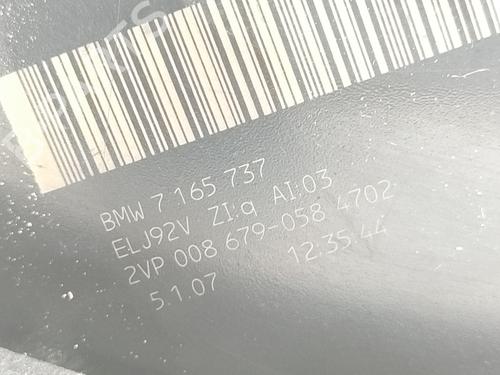 BMW 7 165 737
ELJ92V ZI:q AI:03
2VP 008 679-058 4702
5.1.07 12:35:44